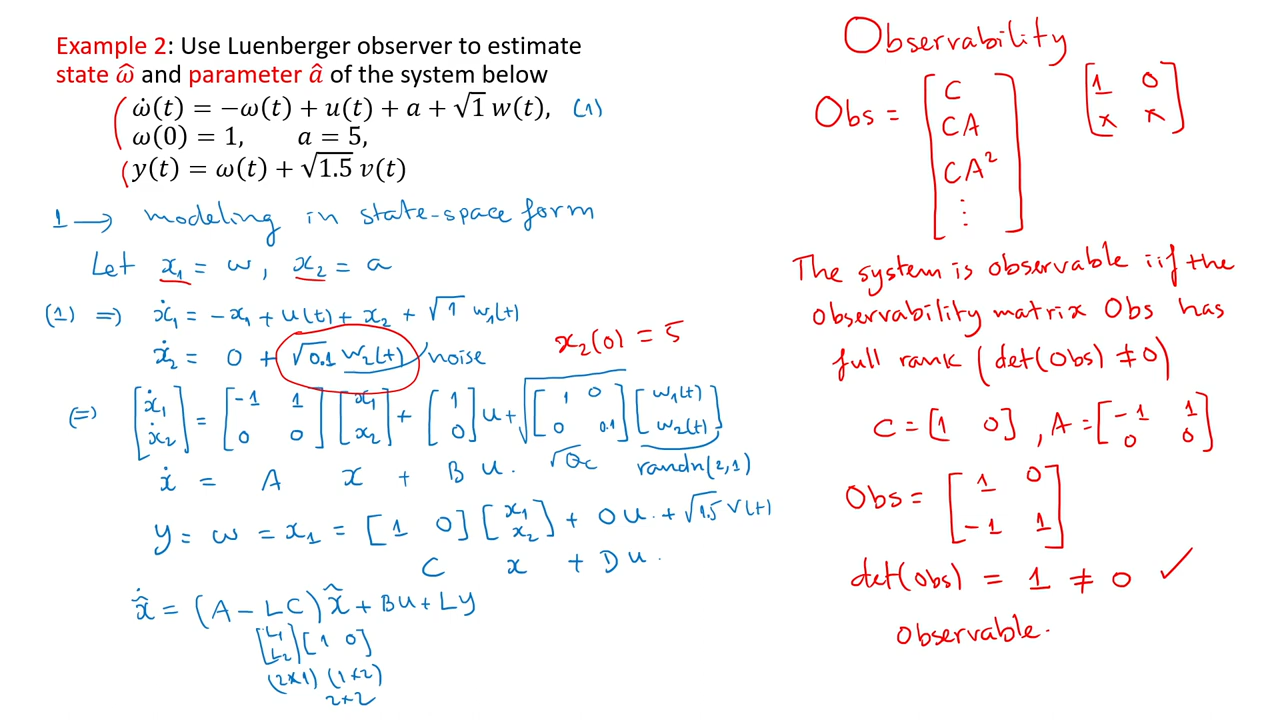 Example 2: Use Luenberger observer to estimate
state ω̂ and parameter â of the system below
ω̇(t) = −ω(t) + u(t) + a + √1 w(t), (1)
ω(0) = 1, a = 5,
y(t) = ω(t) + √1.5 v(t)
1 → modeling in state-space form
Let x₁ = w, x₂ = a
(1) ⇒ ẋ₁ = −x₁ + u(t) + x₂ + √1 w₁(t)
ẋ₂ = 0 + √0.1 w₂(t) noise x₂(0) = 5
(=) [ẋ₁; ẋ₂] = [−1 1; 0 0] [x₁; x₂] + [1; 0] u + √[1 0; 0 0.1] [w₁(t); w₂(t)]
ẋ = A x + B u. √Qc randn(2,1)
y = w = x₁ = [1 0] [x₁; x₂] + 0u. + √1.5 v(t)
C x + D u.
x̂̇ = (A − LC) x̂ + Bu + Ly
[L₁; L₂] [1 0]
(2×1) (1×2)
2×2
Observability
Obs = [C; CA; CA²; ⋮] [1 0; x x]
The system is observable iif the
observability matrix Obs has
full rank (det(Obs) ≠ 0)
C = [1 0], A = [−1 1; 0 0]
Obs = [1 0; −1 1]
det(obs) = 1 ≠ 0 ✓
observable.